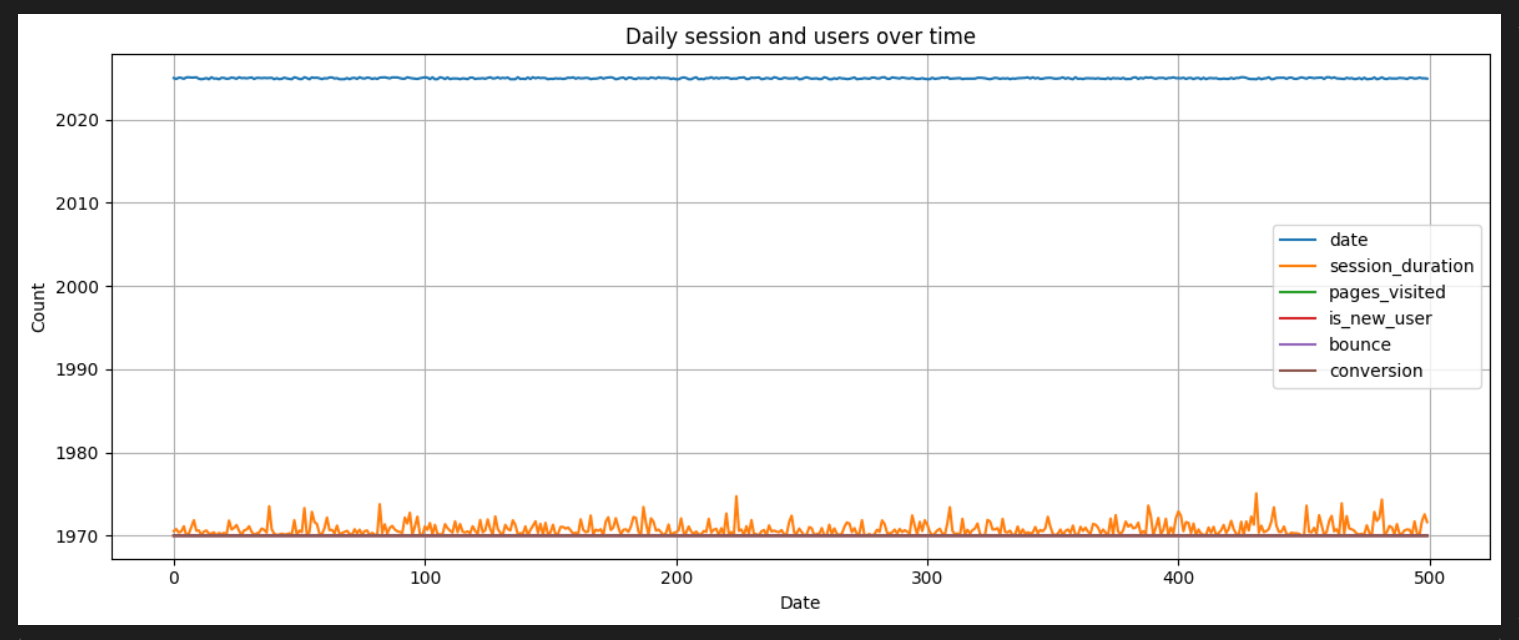 Daily session and users over time
2020
2010
2000
1990
1980
1970
Count
date
session_duration
pages_visited
is_new_user
bounce
conversion
0
100
200
300
400
500
Date